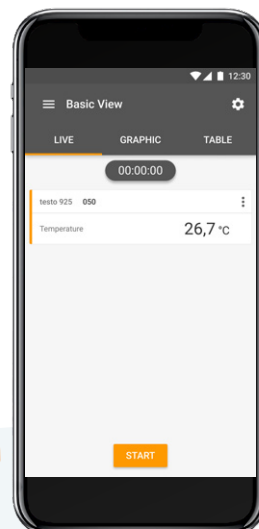 12:30
Basic View
LIVE GRAPHIC TABLE
00:00:00
testo 925 050
Temperature 26,7 °C
START